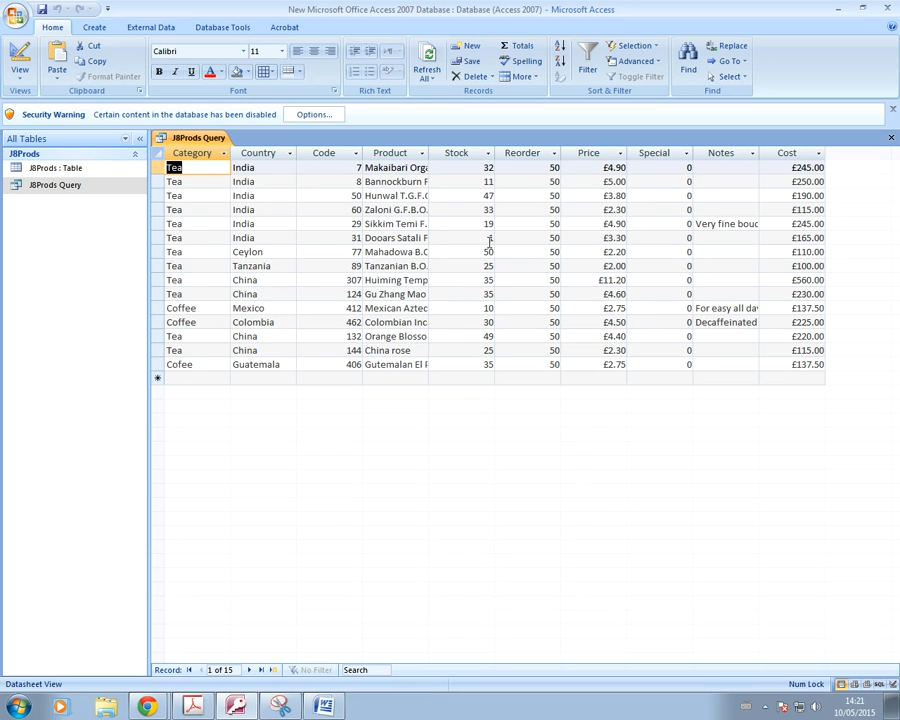 New Microsoft Office Access 2007 Database : Database (Access 2007) - Microsoft Access
Home Create External Data Database Tools Acrobat
View
Views
Paste
Cut
Copy
Format Painter
Clipboard
Calibri 11
B I U A
Font
Rich Text
Refresh All
New
Save
Delete
Totals
Spelling
More
Records
Filter
Selection
Advanced
Toggle Filter
Sort & Filter
Find
Replace
Go To
Select
Find
Security Warning Certain content in the database has been disabled Options...
All Tables
J8Prods
J8Prods : Table
J8Prods Query
J8Prods Query
Category Country Code Product Stock Reorder Price Special Notes Cost
Tea India 7 Makaibari Orga 32 50 £4.90 0 £245.00
Tea India 8 Bannockburn F 11 50 £5.00 0 £250.00
Tea India 50 Hunwal T.G.F.O 47 50 £3.80 0 £190.00
Tea India 60 Zaloni G.F.B.O. 33 50 £2.30 0 £115.00
Tea India 29 Sikkim Temi F. 19 50 £4.90 0 Very fine bouq £245.00
Tea India 31 Dooars Satali F 50 £3.30 0 £165.00
Tea Ceylon 77 Mahadowa B.O 50 50 £2.20 0 £110.00
Tea Tanzania 89 Tanzanian B.O. 25 50 £2.00 0 £100.00
Tea China 307 Huiming Temp 35 50 £11.20 0 £560.00
Tea China 124 Gu Zhang Mao 35 50 £4.60 0 £230.00
Coffee Mexico 412 Mexican Aztec 10 50 £2.75 0 For easy all day £137.50
Coffee Colombia 462 Colombian Inc 30 50 £4.50 0 Decaffeinated £225.00
Tea China 132 Orange Blosso 49 50 £4.40 0 £220.00
Tea China 144 China rose 25 50 £2.30 0 £115.00
Cofee Guatemala 406 Gutemalan El P 35 50 £2.75 0 £137.50
Record: 1 of 15 No Filter Search
Datasheet View Num Lock SQL
14:21
10/05/2015